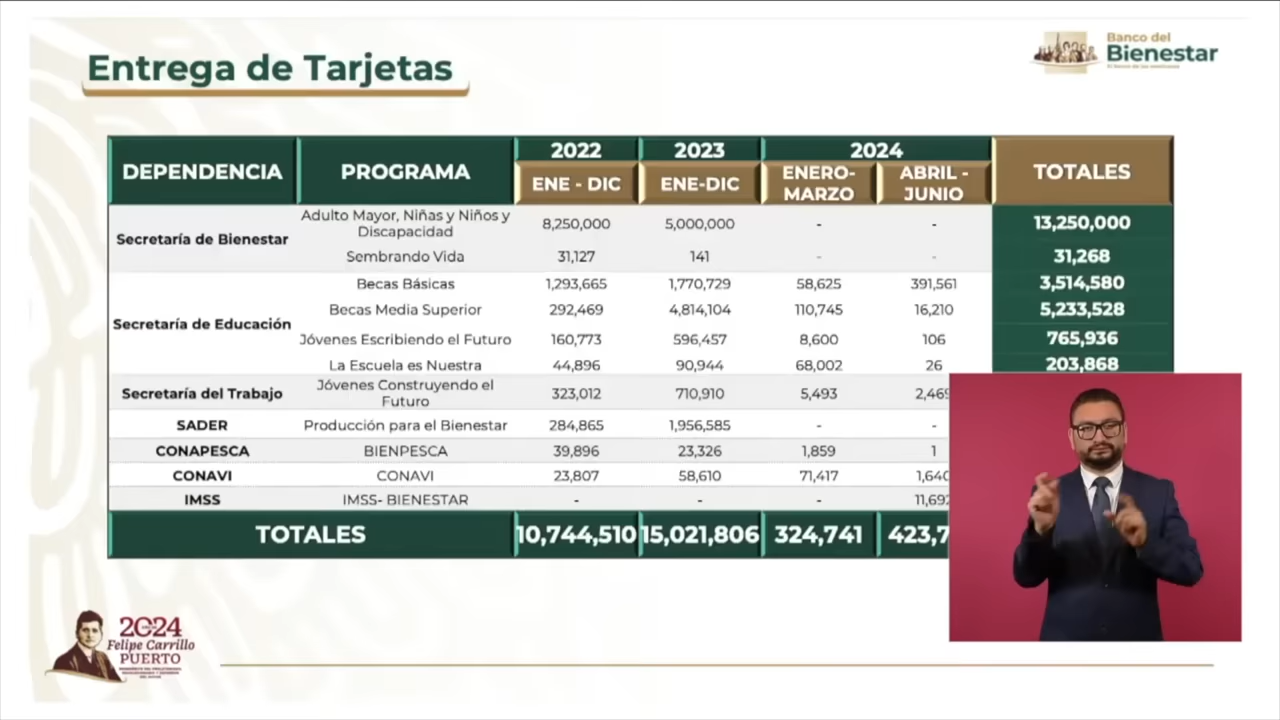 Entrega de Tarjetas
Banco del
Bienestar
DEPENDENCIA PROGRAMA 2022 2023 2024 TOTALES
ENE - DIC ENE-DIC ENERO-MARZO ABRIL - JUNIO
Secretaría de Bienestar
Adulto Mayor, Niñas y Niños y Discapacidad 8,250,000 5,000,000 - - 13,250,000
Sembrando Vida 31,127 141 - - 31,268
Secretaría de Educación
Becas Básicas 1,293,665 1,770,729 58,625 391,561 3,514,580
Becas Media Superior 292,469 4,814,104 110,745 16,210 5,233,528
Jóvenes Escribiendo el Futuro 160,773 596,457 8,600 106 765,936
La Escuela es Nuestra 44,896 90,944 68,002 26 203,868
Secretaría del Trabajo Jóvenes Construyendo el Futuro 323,012 710,910 5,493 2,469
SADER Producción para el Bienestar 284,865 1,956,585 - -
CONAPESCA BIENPESCA 39,896 23,326 1,859 1
CONAVI CONAVI 23,807 58,610 71,417 1,640
IMSS IMSS- BIENESTAR - - - 11,692
TOTALES 10,744,510 15,021,806 324,741 423,7
2024
Felipe Carrillo
PUERTO